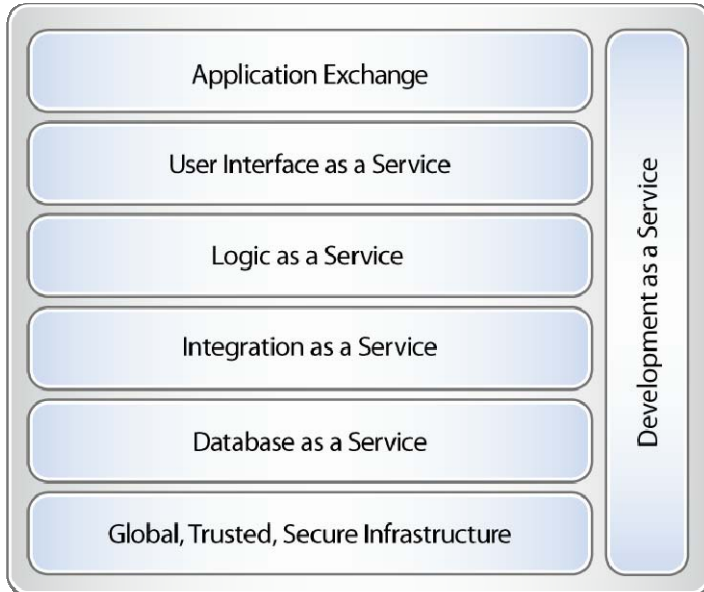 Application Exchange
User Interface as a Service
Logic as a Service
Integration as a Service
Database as a Service
Global, Trusted, Secure Infrastructure
Development as a Service